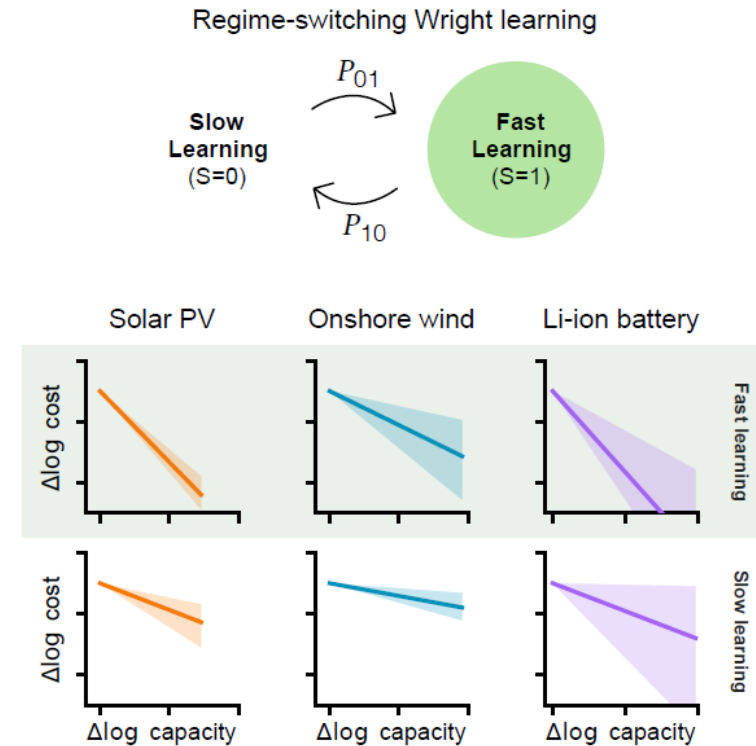 Regime-switching Wright learning
P01
Slow
Learning
(S=0)
Fast
Learning
(S=1)
P10
Solar PV
Onshore wind
Li-ion battery
Δlog cost
Fast learning
Δlog cost
Slow learning
Δlog capacity
Δlog capacity
Δlog capacity